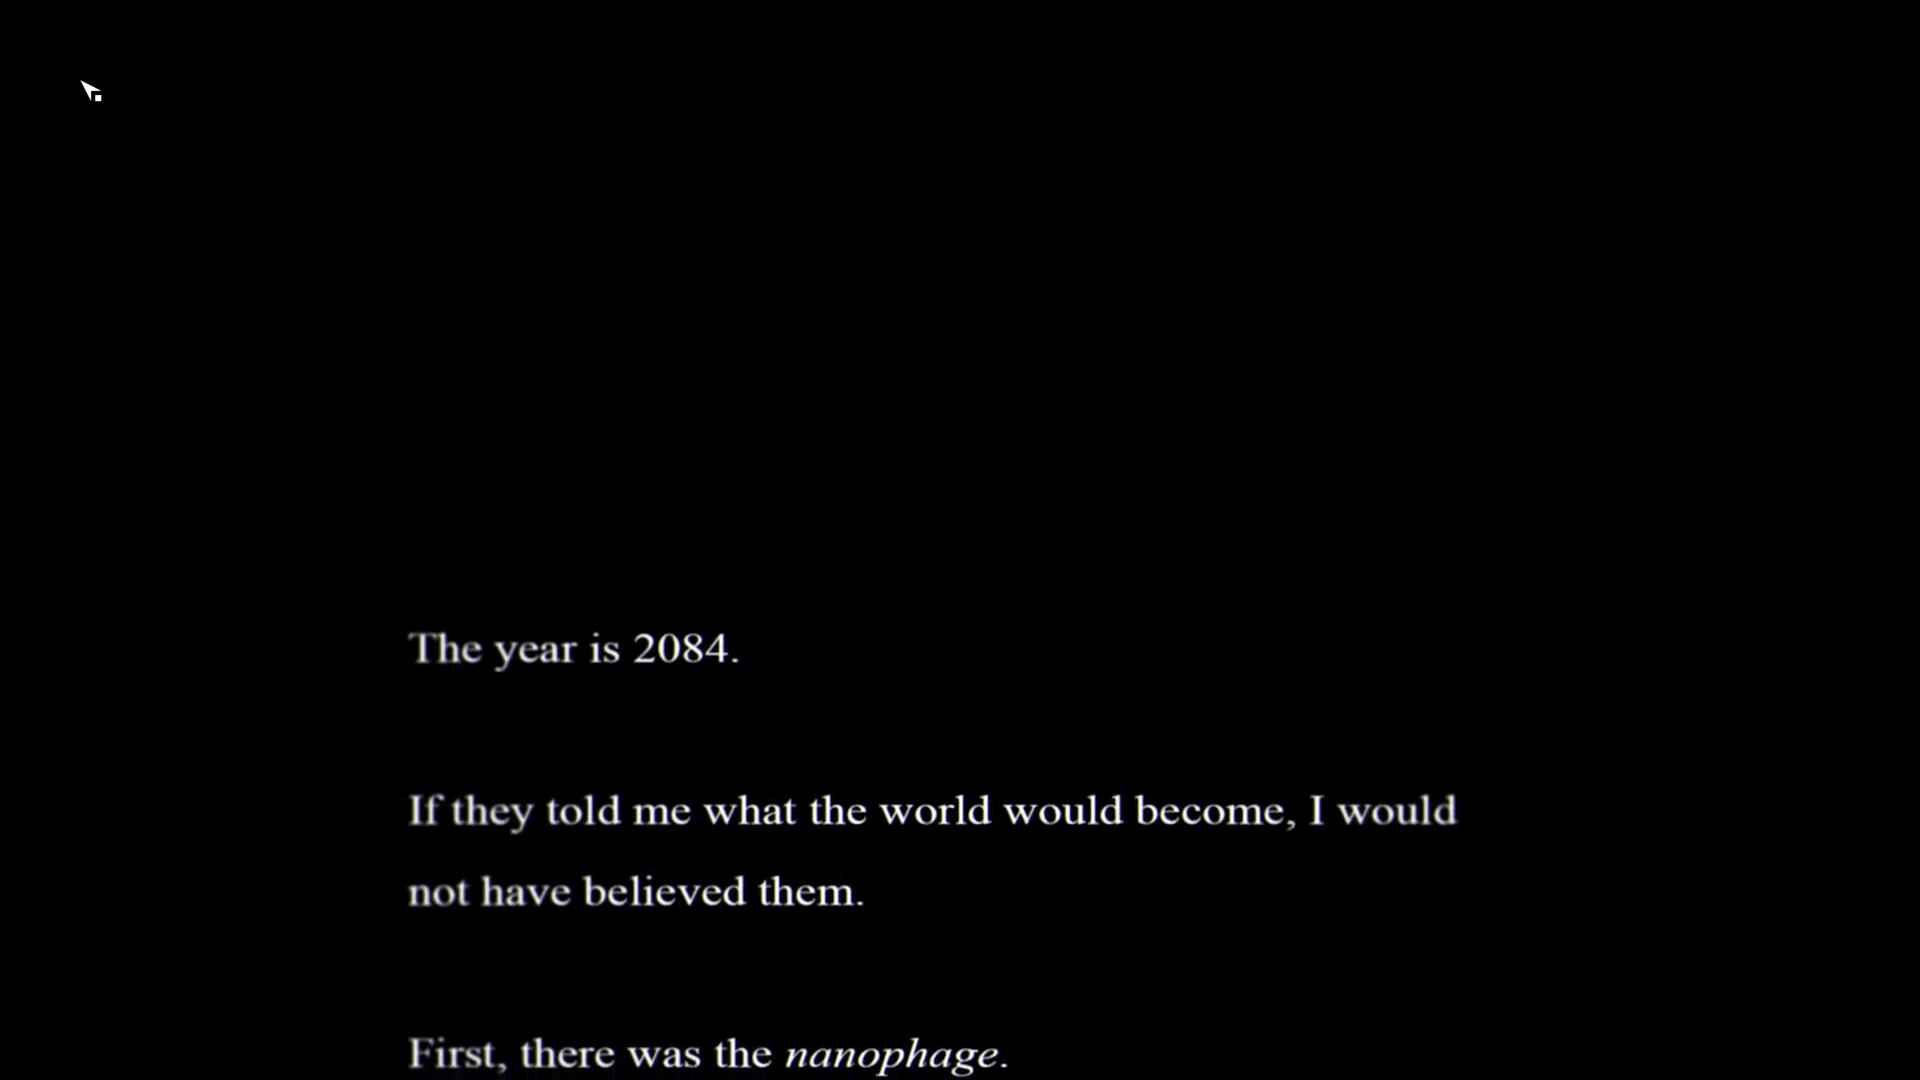 The year is 2084.
If they told me what the world would become, I would
not have believed them.
First, there was the nanophage.